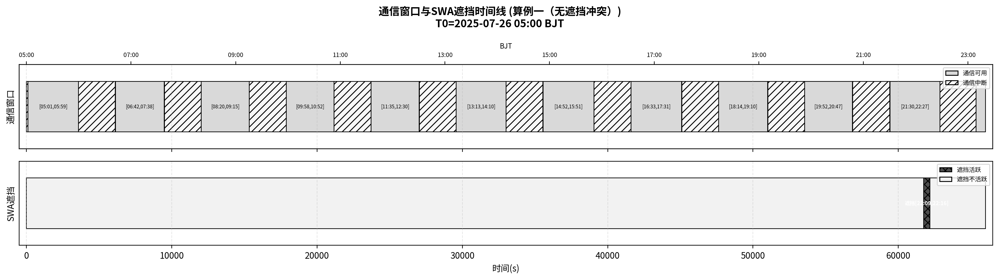 通信窗口与SWA遮挡时间线 (算例一（无遮挡冲突）)
T0=2025-07-26 05:00 BJT
BJT
05:00 07:00 09:00 11:00 13:00 15:00 17:00 19:00 21:00 23:00
通信窗口
通信可用
通信中断
[05:01,05:59] [06:42,07:38] [08:20,09:15] [09:58,10:52] [11:35,12:30] [13:13,14:10] [14:52,15:51] [16:33,17:31] [18:14,19:10] [19:52,20:47] [21:30,22:27]
SWA遮挡
遮挡活跃
遮挡不活跃
遮挡[22:09,22:16]
0 10000 20000 30000 40000 50000 60000
时间(s)